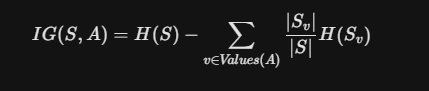 IG(S, A) = H(S) − ∑_{v∈Values(A)} |S_v|/|S| H(S_v)